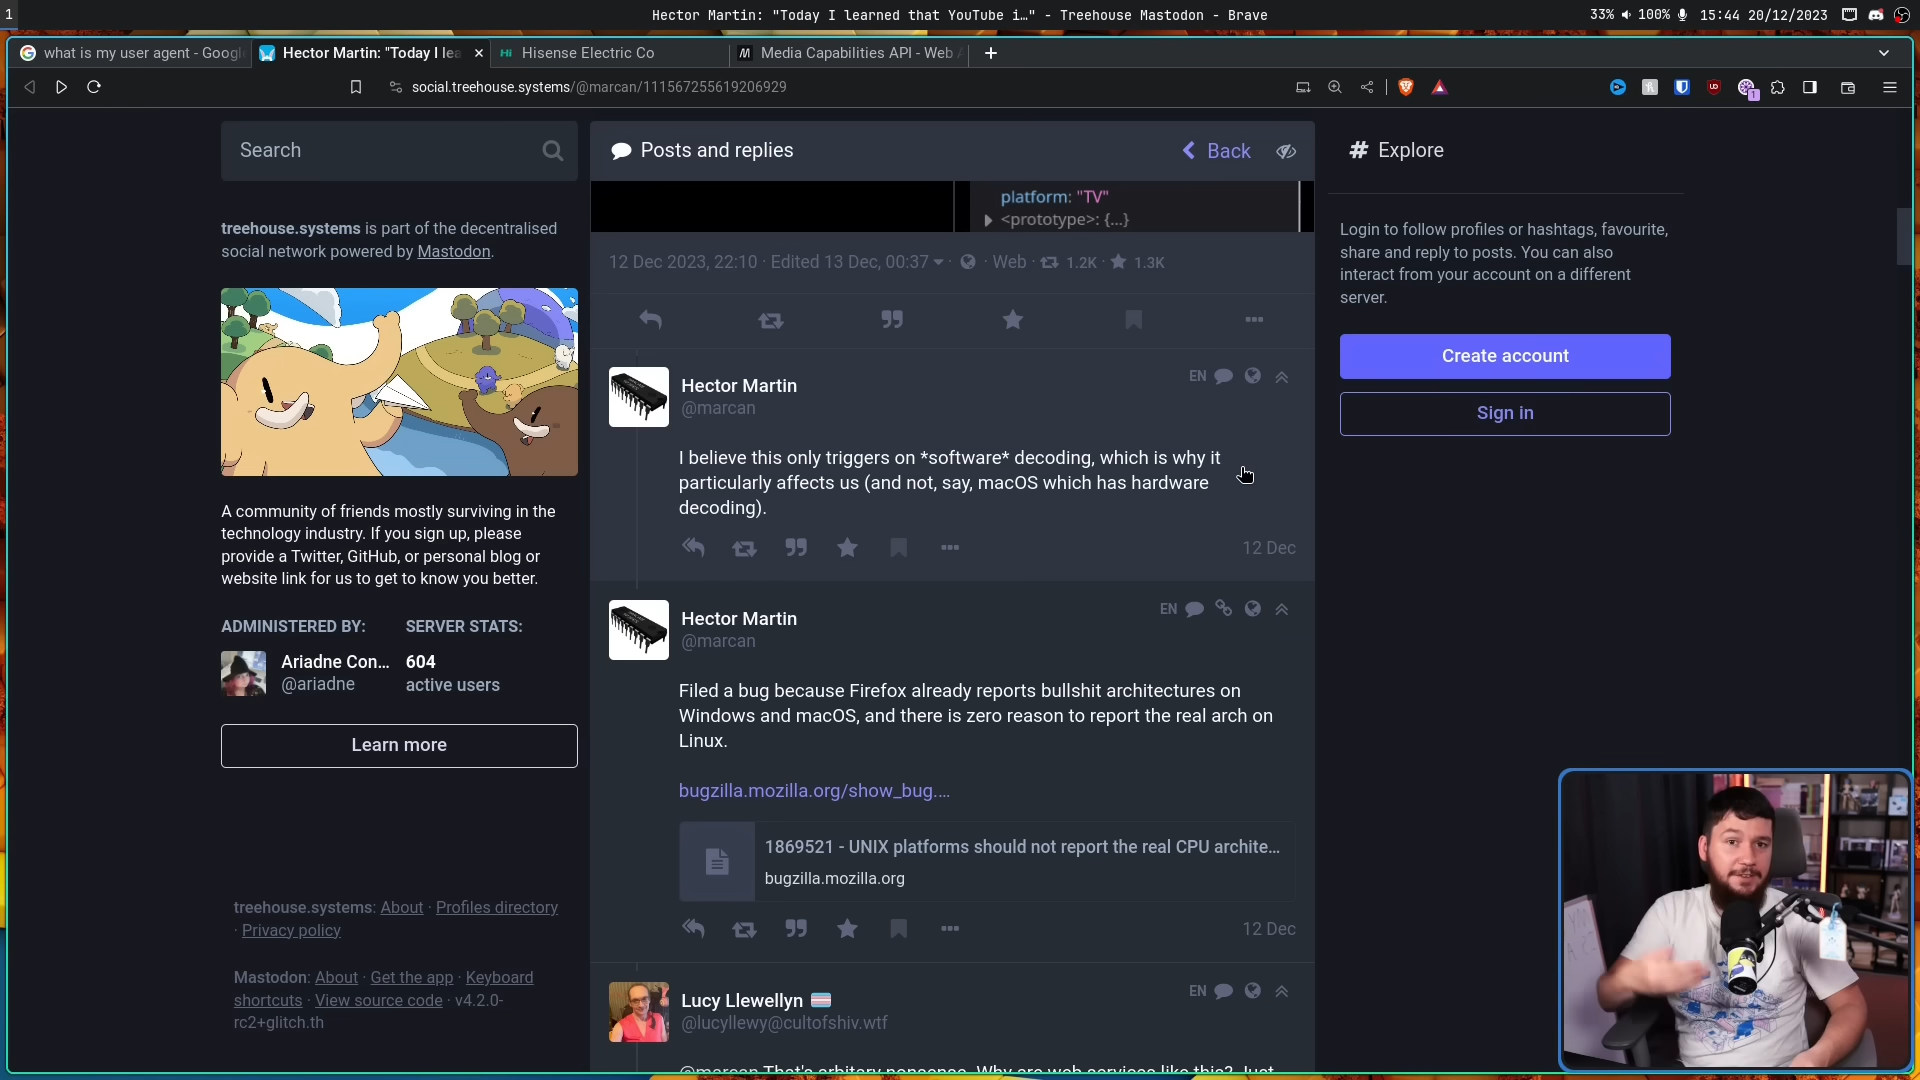 1
Hector Martin: "Today I learned that YouTube i…" - Treehouse Mastodon - Brave
33% 100% 15:44 20/12/2023
what is my user agent - Googl
Hector Martin: "Today I lea
Hisense Electric Co
Media Capabilities API - Web A
social.treehouse.systems/@marcan/111567255619206929
Search
treehouse.systems is part of the decentralised
social network powered by Mastodon.
A community of friends mostly surviving in the
technology industry. If you sign up, please
provide a Twitter, GitHub, or personal blog or
website link for us to get to know you better.
ADMINISTERED BY:
Ariadne Con...
@ariadne
SERVER STATS:
604
active users
Learn more
treehouse.systems: About · Profiles directory
· Privacy policy
Mastodon: About · Get the app · Keyboard
shortcuts · View source code · v4.2.0-
rc2+glitch.th
Posts and replies
Back
platform: "TV"
<prototype>: {…}
12 Dec 2023, 22:10 · Edited 13 Dec, 00:37 · Web · 1.2K · 1.3K
Hector Martin
@marcan
EN
I believe this only triggers on *software* decoding, which is why it
particularly affects us (and not, say, macOS which has hardware
decoding).
12 Dec
Hector Martin
@marcan
EN
Filed a bug because Firefox already reports bullshit architectures on
Windows and macOS, and there is zero reason to report the real arch on
Linux.
bugzilla.mozilla.org/show_bug.…
1869521 - UNIX platforms should not report the real CPU archite...
bugzilla.mozilla.org
12 Dec
Lucy Llewellyn
@lucyllewy@cultofshiv.wtf
EN
@marcan That's arbitary nonsense. Why are web services like this? Just
Explore
Login to follow profiles or hashtags, favourite,
share and reply to posts. You can also
interact from your account on a different
server.
Create account
Sign in